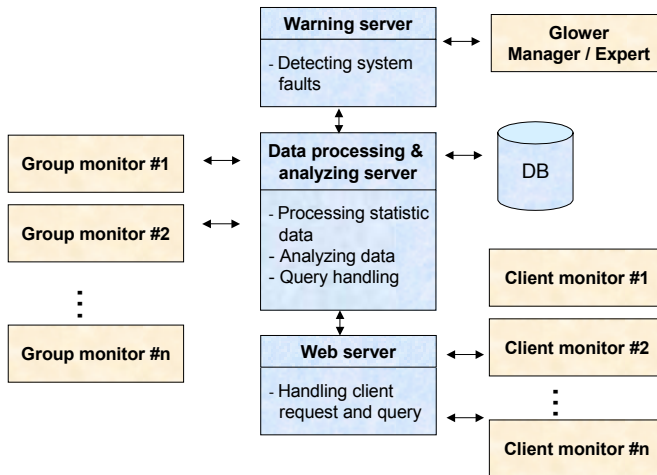 Warning server
- Detecting system
faults
Glower
Manager / Expert
Group monitor #1
Group monitor #2
Group monitor #n
Data processing &
analyzing server
- Processing statistic
data
- Analyzing data
- Query handling
DB
Web server
- Handling client
request and query
Client monitor #1
Client monitor #2
Client monitor #n